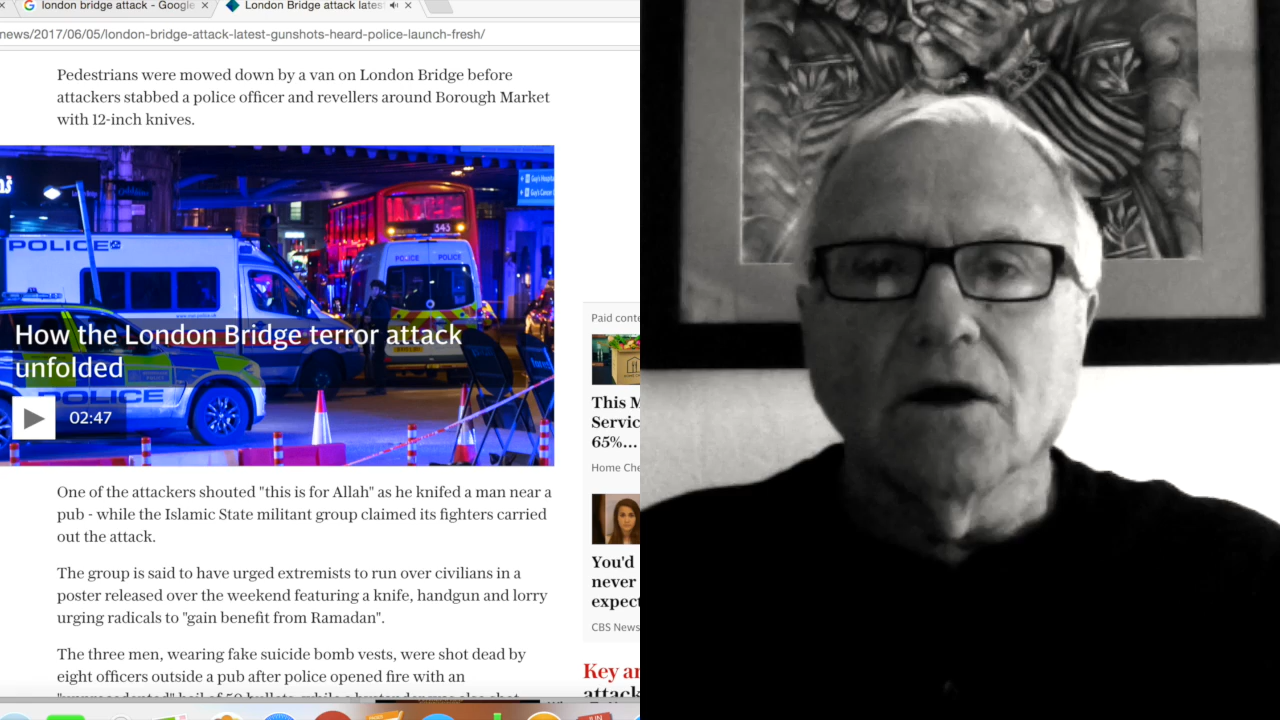 london bridge attack - Google
London Bridge attack lates
news/2017/06/05/london-bridge-attack-latest-gunshots-heard-police-launch-fresh/
Pedestrians were mowed down by a van on London Bridge before
attackers stabbed a police officer and revellers around Borough Market
with 12-inch knives.
343
POLICE
POLICE POLICE
How the London Bridge terror attack
unfolded
POLICE
02:47
One of the attackers shouted "this is for Allah" as he knifed a man near a
pub - while the Islamic State militant group claimed its fighters carried
out the attack.
The group is said to have urged extremists to run over civilians in a
poster released over the weekend featuring a knife, handgun and lorry
urging radicals to "gain benefit from Ramadan".
The three men, wearing fake suicide bomb vests, were shot dead by
eight officers outside a pub after police opened fire with an
Paid conte
This M
Servic
65%...
Home Che
You'd
never
expect
CBS News
Key an
attack
JUN